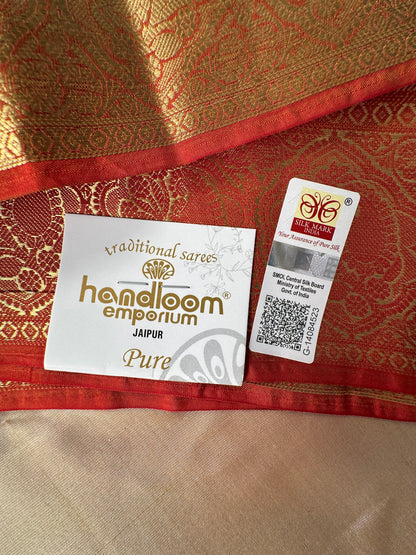 traditional sarees
handloom®
emporium
JAIPUR
Pure
®
SILK MARK
INDIA
Your Assurance of Pure Silk
SMOI, Central Silk Board
Ministry of Textiles
Govt. of India
G-14084523